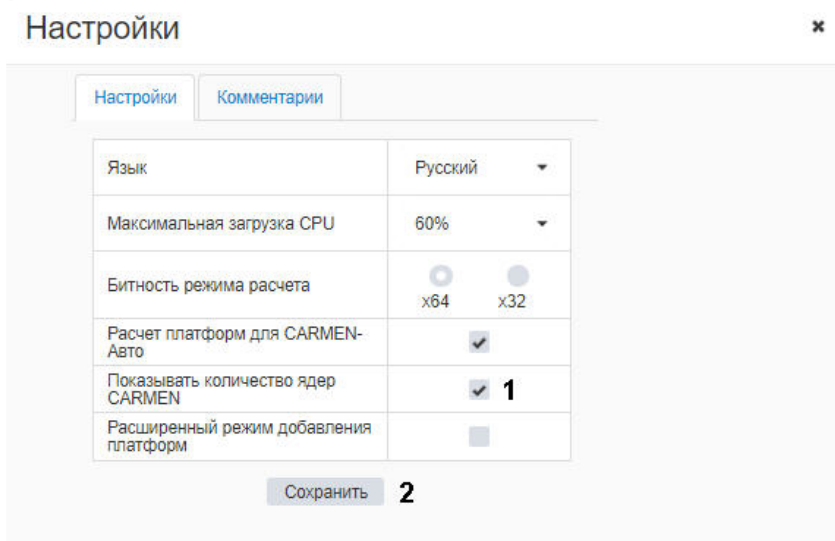 Настройки
Настройки Комментарии
Язык Русский
Максимальная загрузка CPU 60%
Битность режима расчета x64 x32
Расчет платформ для CARMEN-
Авто
Показывать количество ядер
CARMEN 1
Расширенный режим добавления
платформ
Сохранить 2